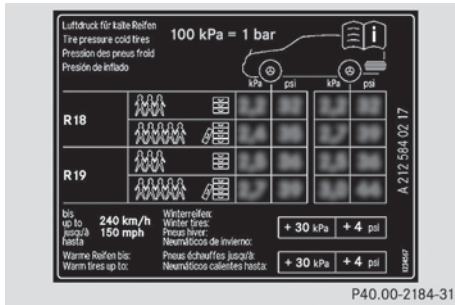 Luftdruck für kalte Reifen
Tire pressure cold tires
Pression des pneus froid
Presión de inflado
100 kPa = 1 bar
i
kPa psi kPa psi
R18
R19
A 212 584 02 17
bis
up to
jusqu'à
hasta
240 km/h
150 mph
Winterreifen:
Winter tires:
Pneus hiver:
Neumáticos de invierno:
+ 30 kPa + 4 psi
Warme Reifen bis:
Warm tires up to:
Pneus échauffes jusqu'à:
Neumáticos calientes hasta:
+ 30 kPa + 4 psi
1234567
P40.00-2184-31